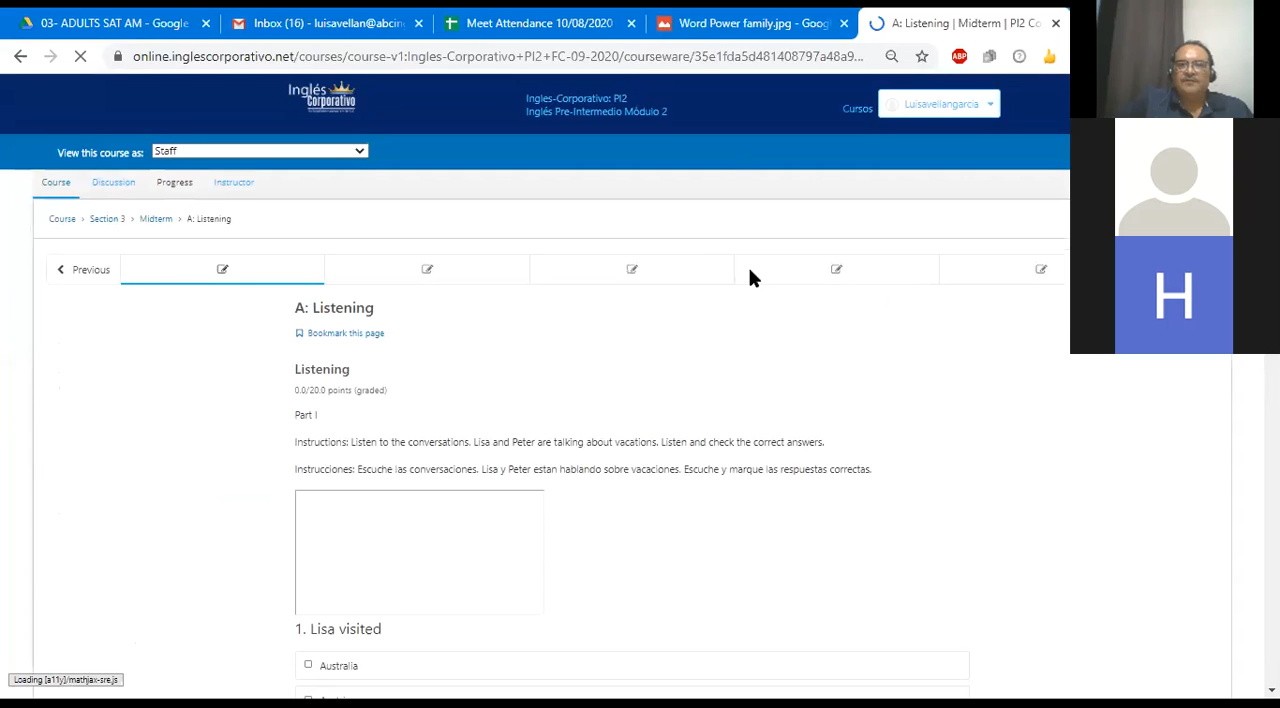 03- ADULTS SAT AM - Google
Inbox (16) - luisavellan@abcin
Meet Attendance 10/08/2020
Word Power family.jpg - Goog
A: Listening | Midterm | PI2 Co
online.inglescorporativo.net/courses/course-v1:Ingles-Corporativo+PI2+FC-09-2020/courseware/35e1fda5d481408797a48a9...
ABP
Inglés
Corporativo
Ingles-Corporativo: PI2
Inglés Pre-Intermedio Módulo 2
Cursos
Luisavellangarcia
View this course as:
Staff
Course
Discussion
Progress
Instructor
Course > Section 3 > Midterm > A: Listening
Previous
A: Listening
Bookmark this page
Listening
0.0/20.0 points (graded)
Part I
Instructions: Listen to the conversations. Lisa and Peter are talking about vacations. Listen and check the correct answers.
Instrucciones: Escuche las conversaciones. Lisa y Peter estan hablando sobre vacaciones. Escuche y marque las respuestas correctas.
1. Lisa visited
Australia
Loading [a11y]/mathjax-sre.js
H